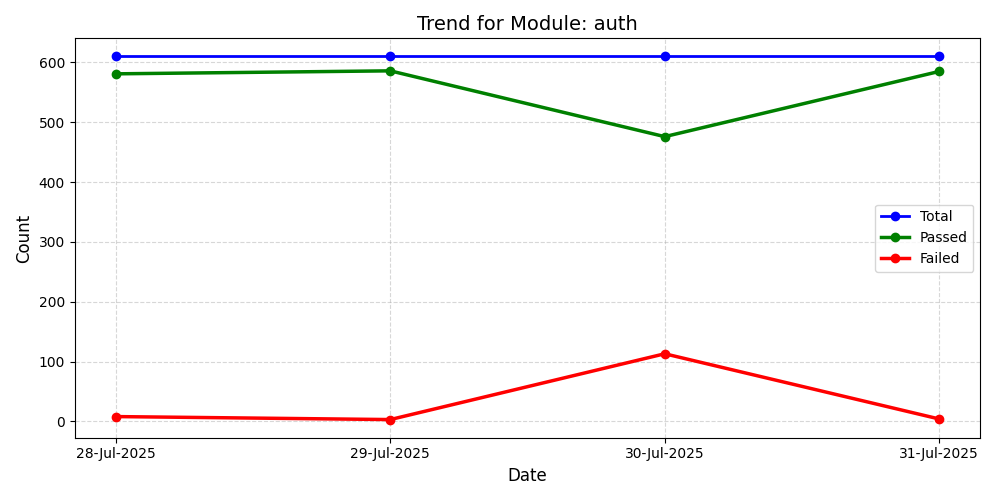 Trend for Module: auth
Count
600
500
400
300
200
100
0
Total
Passed
Failed
28-Jul-2025
29-Jul-2025
30-Jul-2025
31-Jul-2025
Date